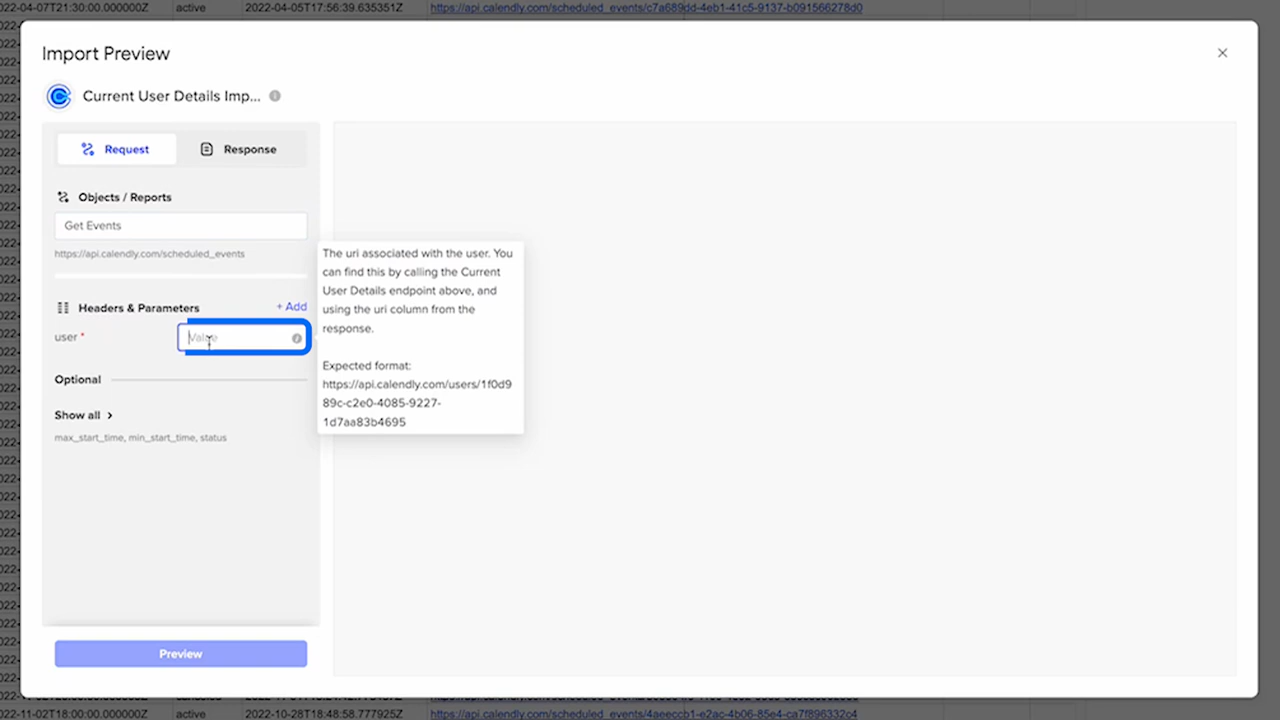 022-04-07T21:30:00.000000Z active 2022-04-05T17:56:39.635351Z https://api.calendly.com/scheduled_events/c7a689dd-4eb1-41c5-9137-b091566278d0
Import Preview
Current User Details Imp...
Request Response
Objects / Reports
Get Events
https://api.calendly.com/scheduled_events
Headers & Parameters + Add
user * Value
The uri associated with the user. You
can find this by calling the Current
User Details endpoint above, and
using the uri column from the
response.
Expected format:
https://api.calendly.com/users/1f0d9
89c-c2e0-4085-9227-
1d7aa83b4695
Optional
Show all
max_start_time, min_start_time, status
Preview
022-11-02T18:00:00.000000Z active 2022-10-28T18:48:58.777925Z https://api.calendly.com/scheduled_events/4aeeccb1-e2ac-4b06-85e4-ca7f896332c4